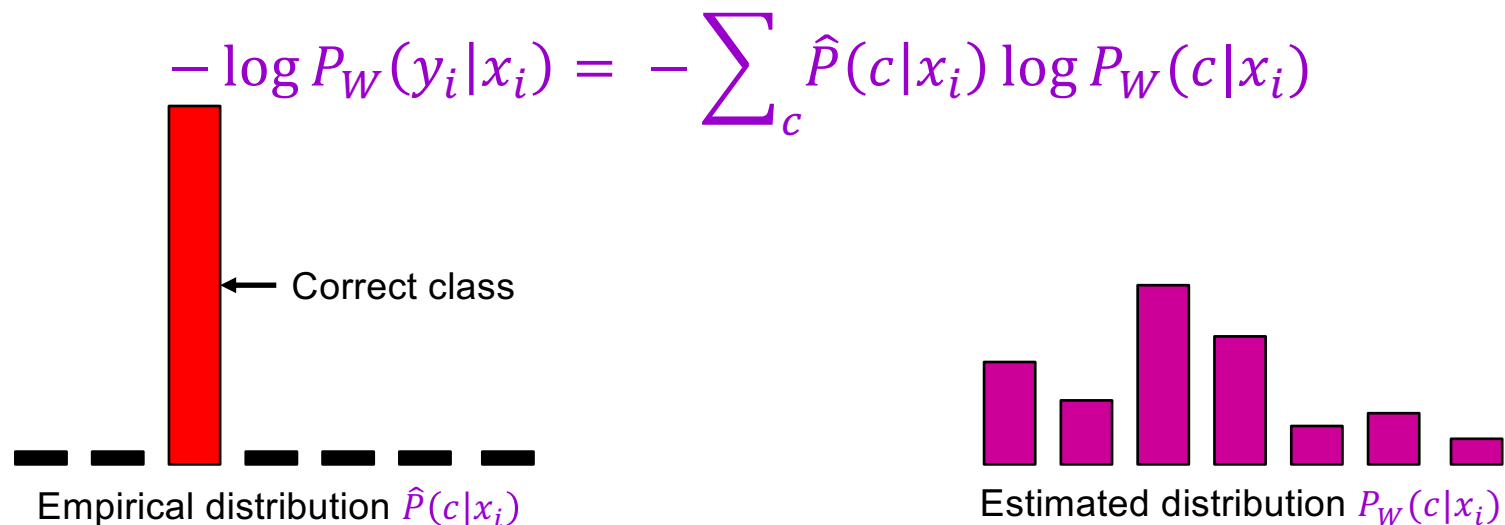 − log P_W(y_i|x_i) = − ∑_c P̂(c|x_i) log P_W(c|x_i)
Correct class
Empirical distribution P̂(c|x_i)
Estimated distribution P_W(c|x_i)